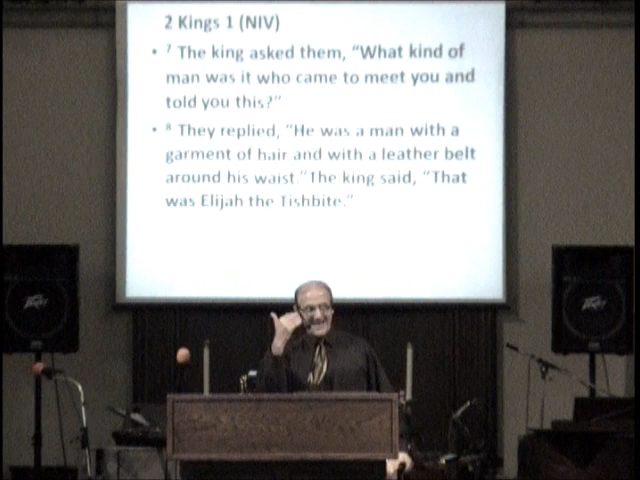 2 Kings 1 (NIV)
• ⁷ The king asked them, “What kind of
man was it who came to meet you and
told you this?”
• ⁸ They replied, “He was a man with a
garment of hair and with a leather belt
around his waist.”The king said, “That
was Elijah the Tishbite.”
PEAVEY
PEAVEY